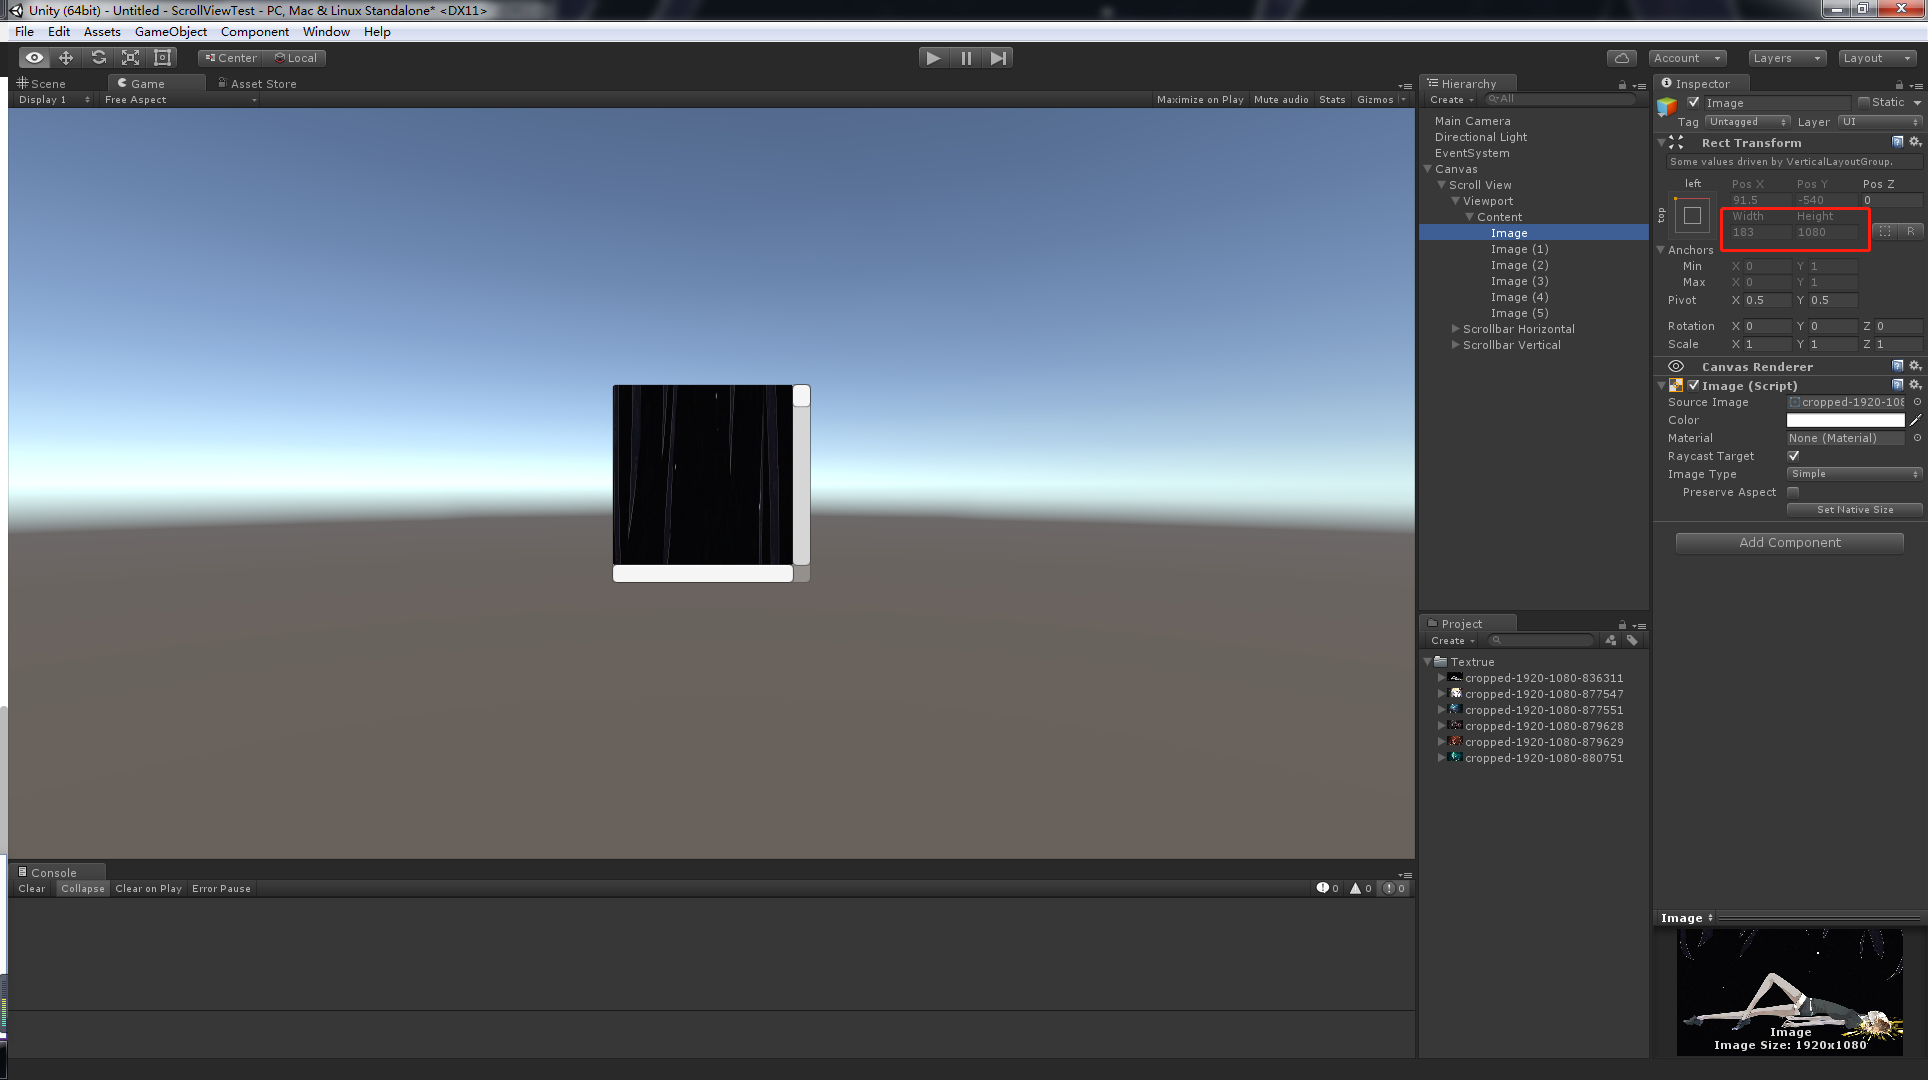 Unity (64bit) - Untitled - ScrollViewTest - PC, Mac & Linux Standalone* <DX11>
File Edit Assets GameObject Component Window Help
Center Local
Account Layers Layout
Scene Game Asset Store
Display 1 Free Aspect Maximize on Play Mute audio Stats Gizmos
Hierarchy
Create All
Main Camera
Directional Light
EventSystem
Canvas
Scroll View
Viewport
Content
Image
Image (1)
Image (2)
Image (3)
Image (4)
Image (5)
Scrollbar Horizontal
Scrollbar Vertical
Project
Create
Textrue
cropped-1920-1080-836311
cropped-1920-1080-877547
cropped-1920-1080-877551
cropped-1920-1080-879628
cropped-1920-1080-879629
cropped-1920-1080-880751
Inspector
Image Static
Tag Untagged Layer UI
Rect Transform
Some values driven by VerticalLayoutGroup.
left Pos X Pos Y Pos Z
91.5 -540 0
top
Width Height
183 1080 R
Anchors
Min X 0 Y 1
Max X 0 Y 1
Pivot X 0.5 Y 0.5
Rotation X 0 Y 0 Z 0
Scale X 1 Y 1 Z 1
Canvas Renderer
Image (Script)
Source Image cropped-1920-108
Color
Material None (Material)
Raycast Target
Image Type Simple
Preserve Aspect
Set Native Size
Add Component
Image
Image
Image Size: 1920x1080
Console
Clear Collapse Clear on Play Error Pause 0 0 0